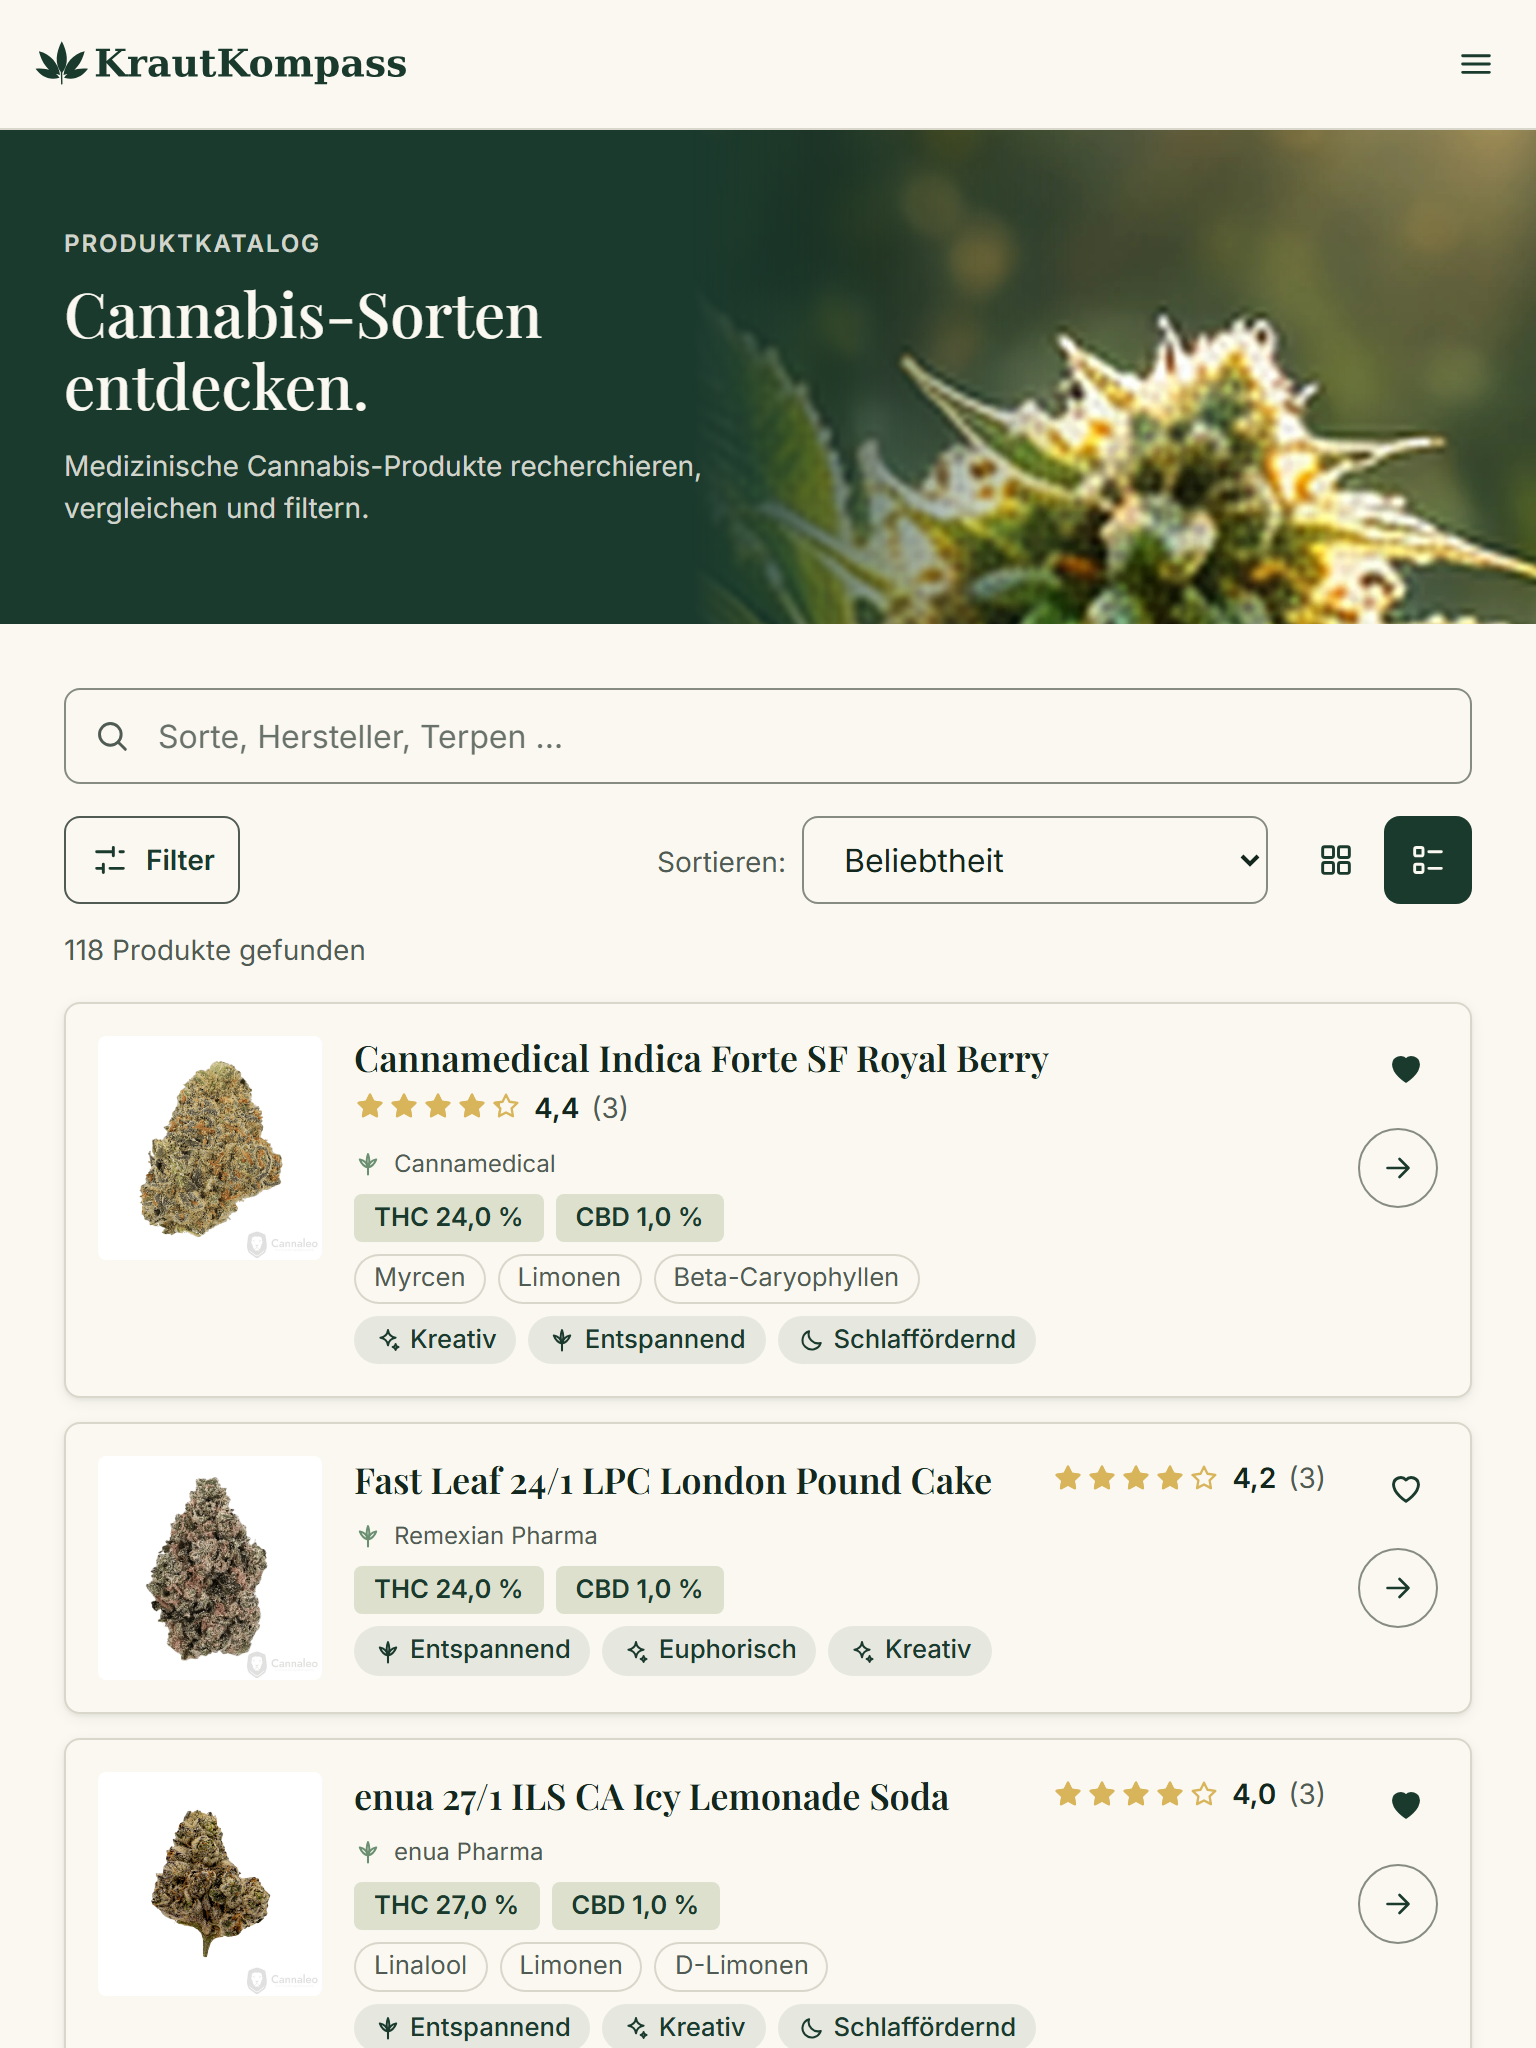 KrautKompass
PRODUKTKATALOG
Cannabis-Sorten
entdecken.
Medizinische Cannabis-Produkte recherchieren,
vergleichen und filtern.
Sorte, Hersteller, Terpen ...
Filter
Sortieren:
Beliebtheit
118 Produkte gefunden
Cannamedical Indica Forte SF Royal Berry
4,4 (3)
Cannamedical
THC 24,0 % CBD 1,0 %
Myrcen Limonen Beta-Caryophyllen
Kreativ Entspannend Schlaffördernd
Cannaleo
Fast Leaf 24/1 LPC London Pound Cake 4,2 (3)
Remexian Pharma
THC 24,0 % CBD 1,0 %
Entspannend Euphorisch Kreativ
Cannaleo
enua 27/1 ILS CA Icy Lemonade Soda 4,0 (3)
enua Pharma
THC 27,0 % CBD 1,0 %
Linalool Limonen D-Limonen
Entspannend Kreativ Schlaffördernd
Cannaleo